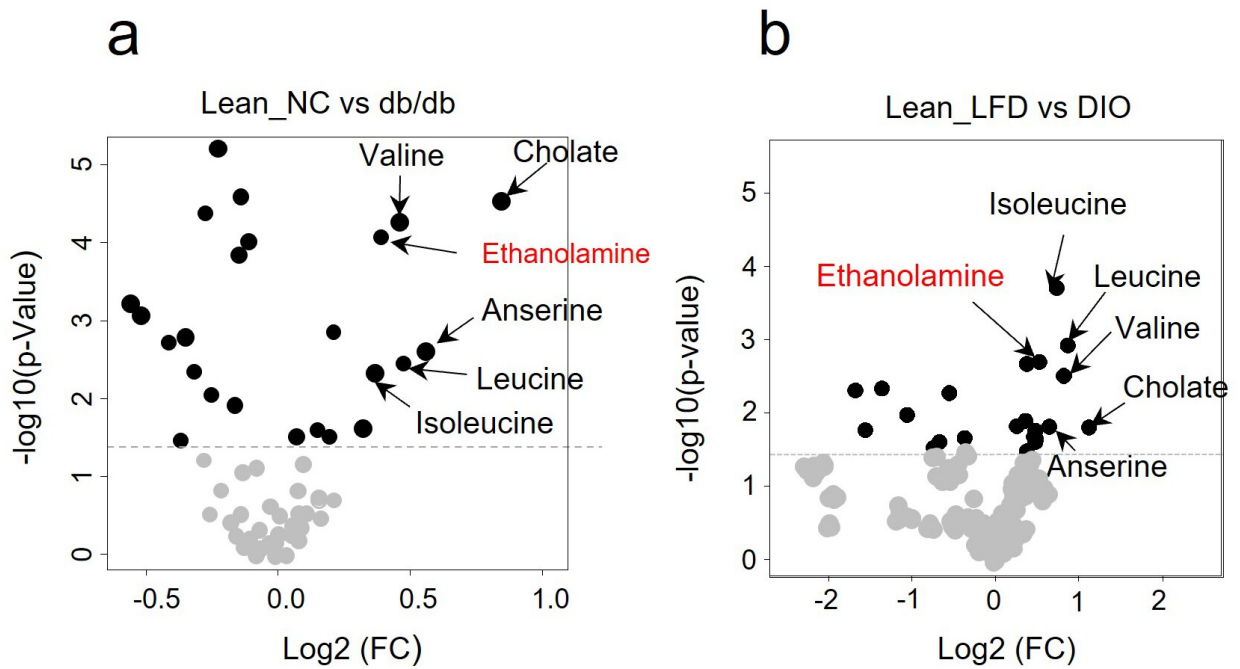 a
Lean_NC vs db/db
-log10(p-Value)
5
4
3
2
1
0
Valine
Cholate
Ethanolamine
Anserine
Leucine
Isoleucine
-0.5
0.0
0.5
1.0
Log2 (FC)
b
Lean_LFD vs DIO
-log10(p-value)
5
4
3
2
1
0
Isoleucine
Ethanolamine
Leucine
Valine
Cholate
Anserine
-2
-1
0
1
2
Log2 (FC)